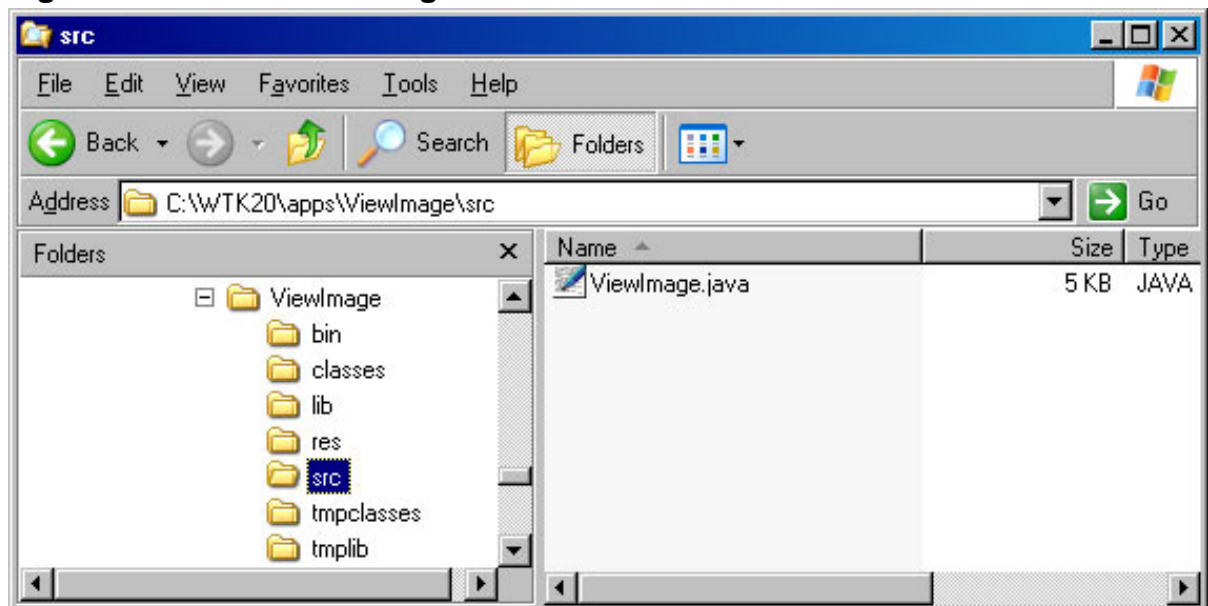 src
File Edit View Favorites Tools Help
Back Search Folders
Address C:\WTK20\apps\ViewImage\src Go
Folders x Name Size Type
ViewImage ViewImage.java 5 KB JAVA
bin
classes
lib
res
src
tmpclasses
tmplib